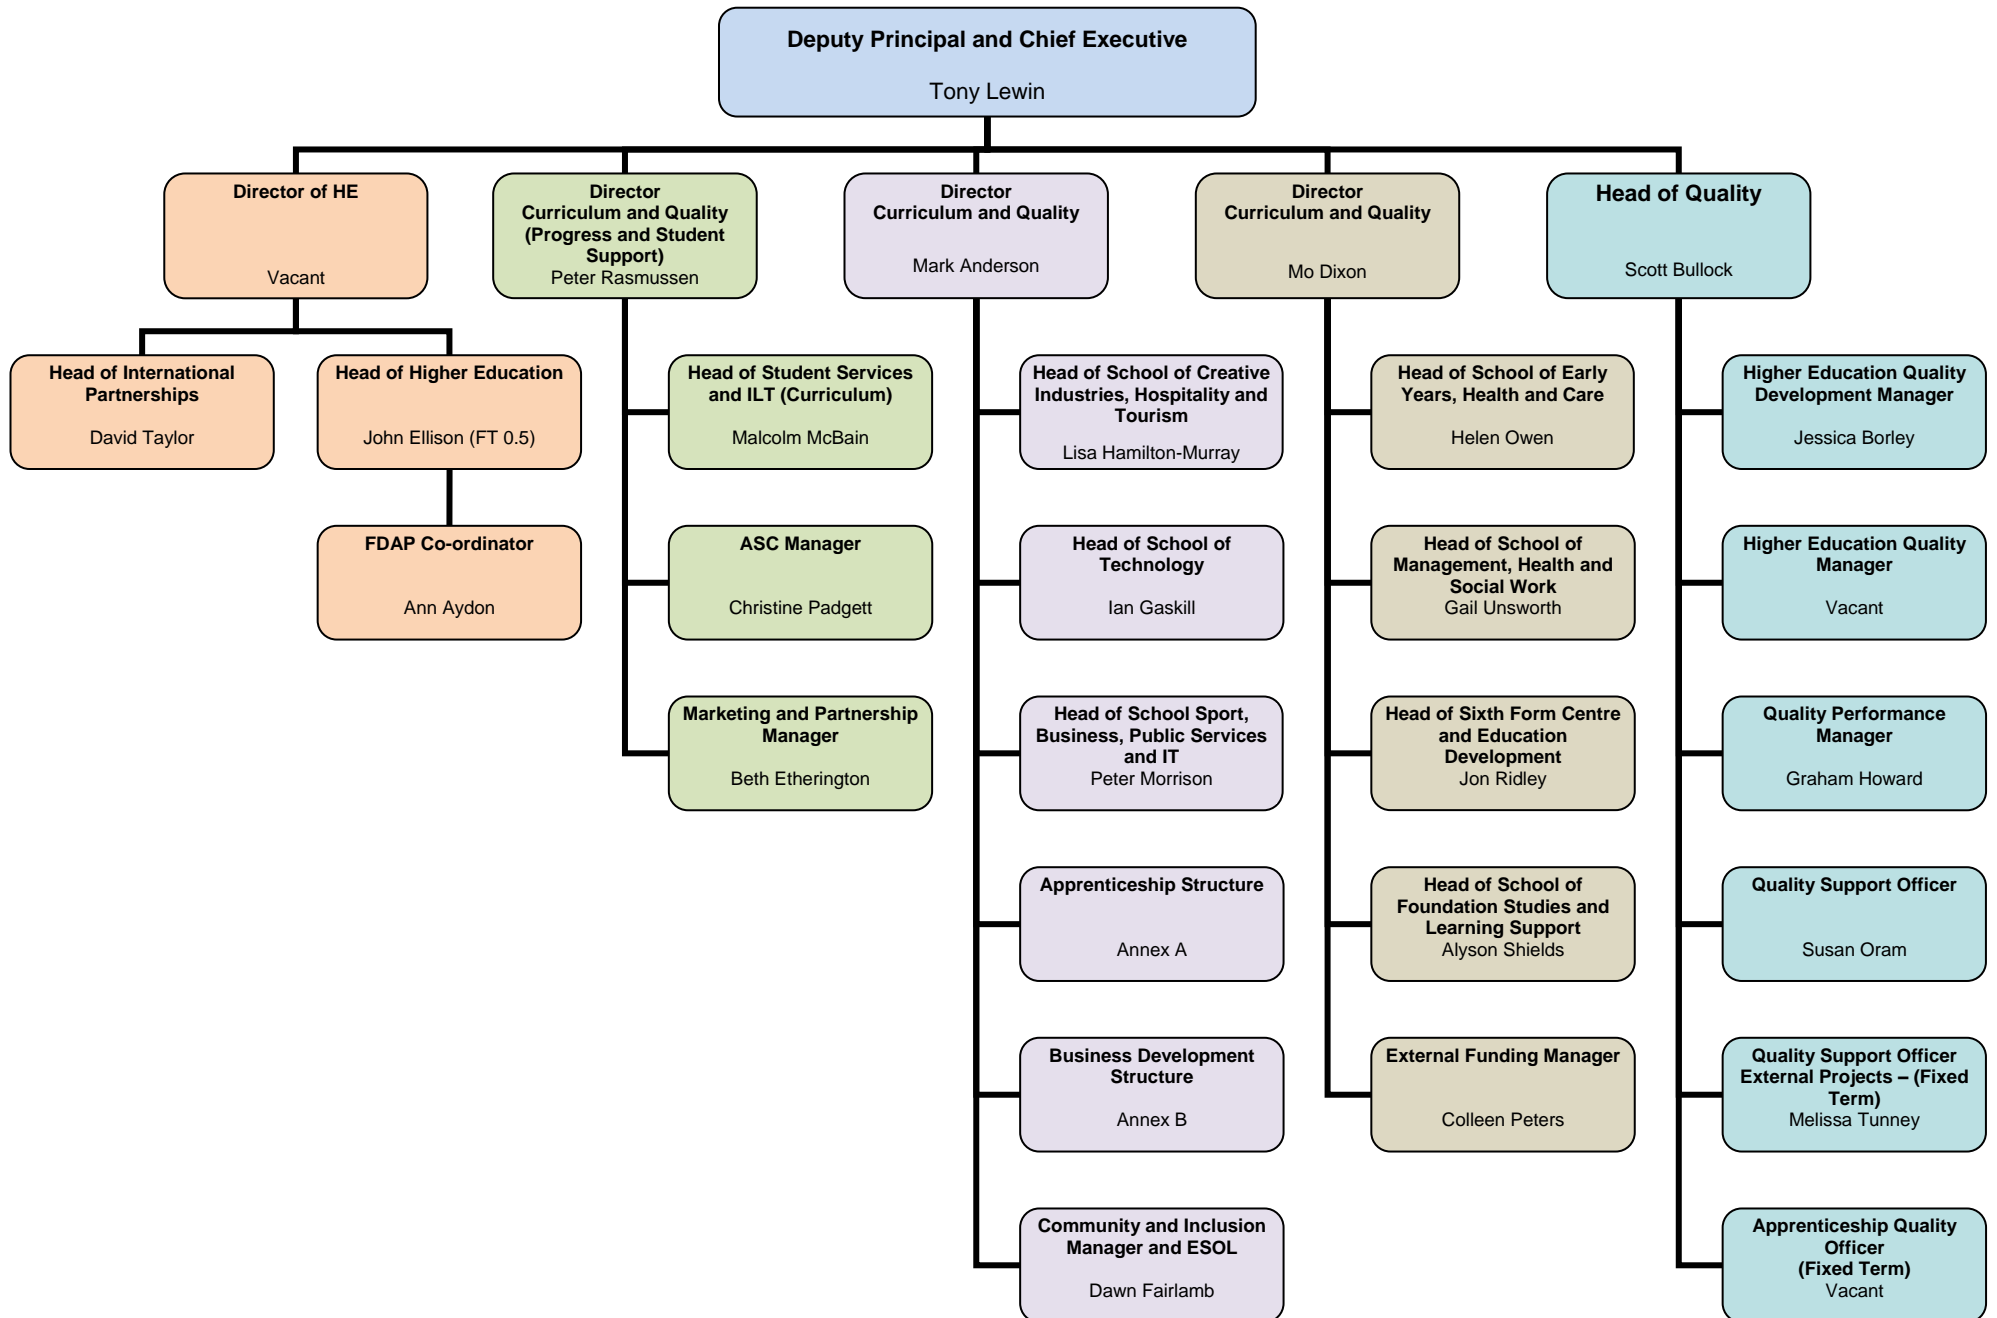 Deputy Principal and Chief Executive
Tony Lewin
Director of HE
Vacant
Director
Curriculum and Quality
(Progress and Student
Support)
Peter Rasmussen
Director
Curriculum and Quality
Mark Anderson
Director
Curriculum and Quality
Mo Dixon
Head of Quality
Scott Bullock
Head of International
Partnerships
David Taylor
Head of Higher Education
John Ellison (FT 0.5)
Head of Student Services
and ILT (Curriculum)
Malcolm McBain
Head of School of Creative
Industries, Hospitality and
Tourism
Lisa Hamilton-Murray
Head of School of Early
Years, Health and Care
Helen Owen
Higher Education Quality
Development Manager
Jessica Borley
FDAP Co-ordinator
Ann Aydon
ASC Manager
Christine Padgett
Head of School of
Technology
Ian Gaskill
Head of School of
Management, Health and
Social Work
Gail Unsworth
Higher Education Quality
Manager
Vacant
Marketing and Partnership
Manager
Beth Etherington
Head of School Sport,
Business, Public Services
and IT
Peter Morrison
Head of Sixth Form Centre
and Education
Development
Jon Ridley
Quality Performance
Manager
Graham Howard
Apprenticeship Structure
Annex A
Head of School of
Foundation Studies and
Learning Support
Alyson Shields
Quality Support Officer
Susan Oram
Business Development
Structure
Annex B
External Funding Manager
Colleen Peters
Quality Support Officer
External Projects – (Fixed
Term)
Melissa Tunney
Community and Inclusion
Manager and ESOL
Dawn Fairlamb
Apprenticeship Quality
Officer
(Fixed Term)
Vacant